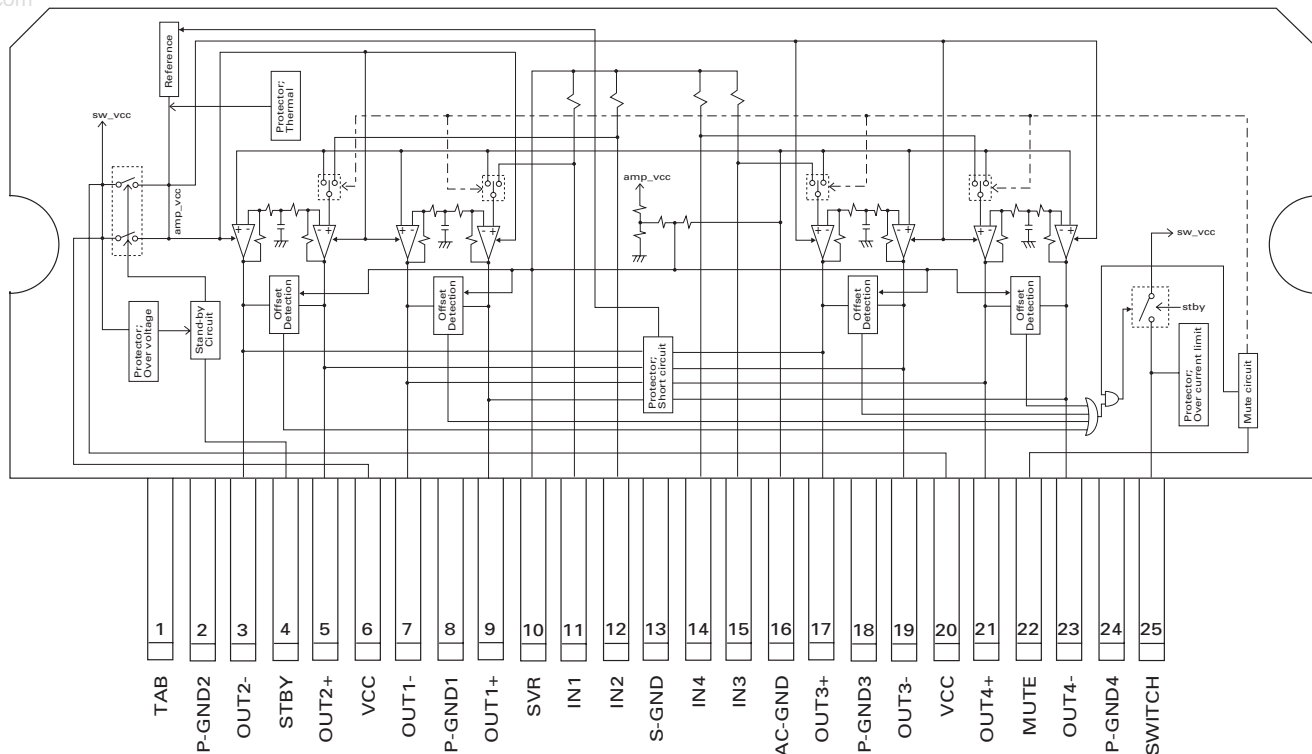 com
Reference
Protector;
Thermal
sw_vcc
amp_vcc
amp_vcc
+ -
- +
+ -
- +
+ -
- +
+ -
- +
sw_vcc
stby
Offset
Detection
Offset
Detection
Offset
Detection
Offset
Detection
Protector;
Over voltage
Stand-by
Circuit
Protector;
Short circuit
Protector;
Over current limit
Mute circuit
1 2 3 4 5 6 7 8 9 10 11 12 13 14 15 16 17 18 19 20 21 22 23 24 25
TAB
P-GND2
OUT2-
STBY
OUT2+
VCC
OUT1-
P-GND1
OUT1+
SVR
IN1
IN2
S-GND
IN4
IN3
AC-GND
OUT3+
P-GND3
OUT3-
VCC
OUT4+
MUTE
OUT4-
P-GND4
SWITCH